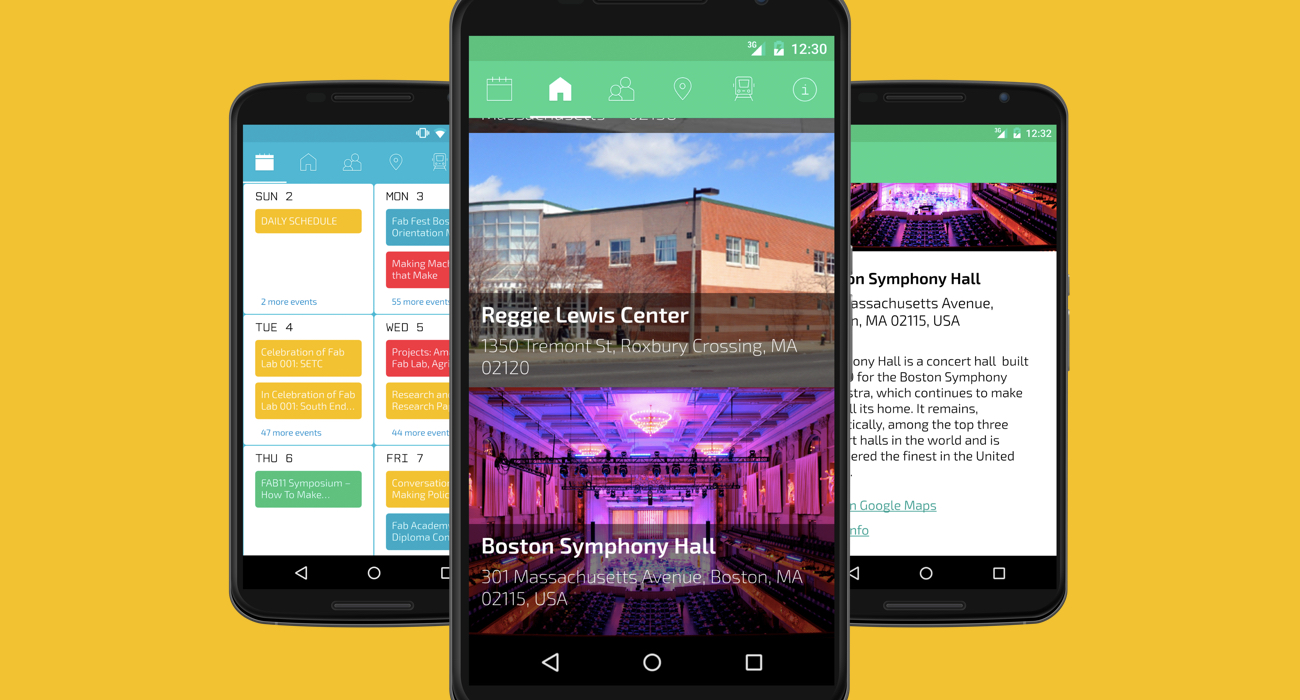 SUN 2
DAILY SCHEDULE
2 more events
MON 3
Fab Fest Bos
Orientation
Making Mach
that Make
55 more events
TUE 4
Celebration of Fab
Lab 001: SETC
In Celebration of Fab
Lab 001: South End...
47 more events
WED 5
Projects: Am
Fab Lab, Agri
Research an
Research Pa
44 more event
THU 6
FAB11 Symposium –
How To Make...
FRI 7
Conversation
Making Polic
Fab Academy
Diploma Con
3G 12:30
Massachusetts
Reggie Lewis Center
1350 Tremont St, Roxbury Crossing, MA
02120
Boston Symphony Hall
301 Massachusetts Avenue, Boston, MA
02115, USA
3G 12:32
on Symphony Hall
assachusetts Avenue,
n, MA 02115, USA
ony Hall is a concert hall built
for the Boston Symphony
stra, which continues to make
ll its home. It remains,
tically, among the top three
rt halls in the world and is
ered the finest in the United
n Google Maps
nfo